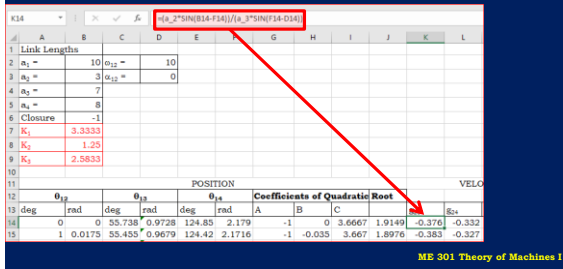 K14 fx =(a_2*SIN(B14-F14))/(a_3*SIN(F14-D14))
A B C D E F G H I J K L
1 Link Lengths
2 a₁ = 10 ω₁₂ = 10
3 a₂ = 3 α₁₂ = 0
4 a₃ = 7
5 a₄ = 8
6 Closure -1
7 K₁ 3.3333
8 K₂ 1.25
9 K₃ 2.5833
10
11 POSITION VELO
12 θ₁₂ θ₁₃ θ₁₄ Coefficients of Quadratic Root
13 deg rad deg rad deg rad A B C g₂₄
14 0 0 55.738 0.9728 124.85 2.179 -1 0 3.6667 1.9149 -0.376 -0.332
15 1 0.0175 55.455 0.9679 124.42 2.1716 -1 -0.035 3.667 1.8976 -0.383 -0.327
ME 301 Theory of Machines I